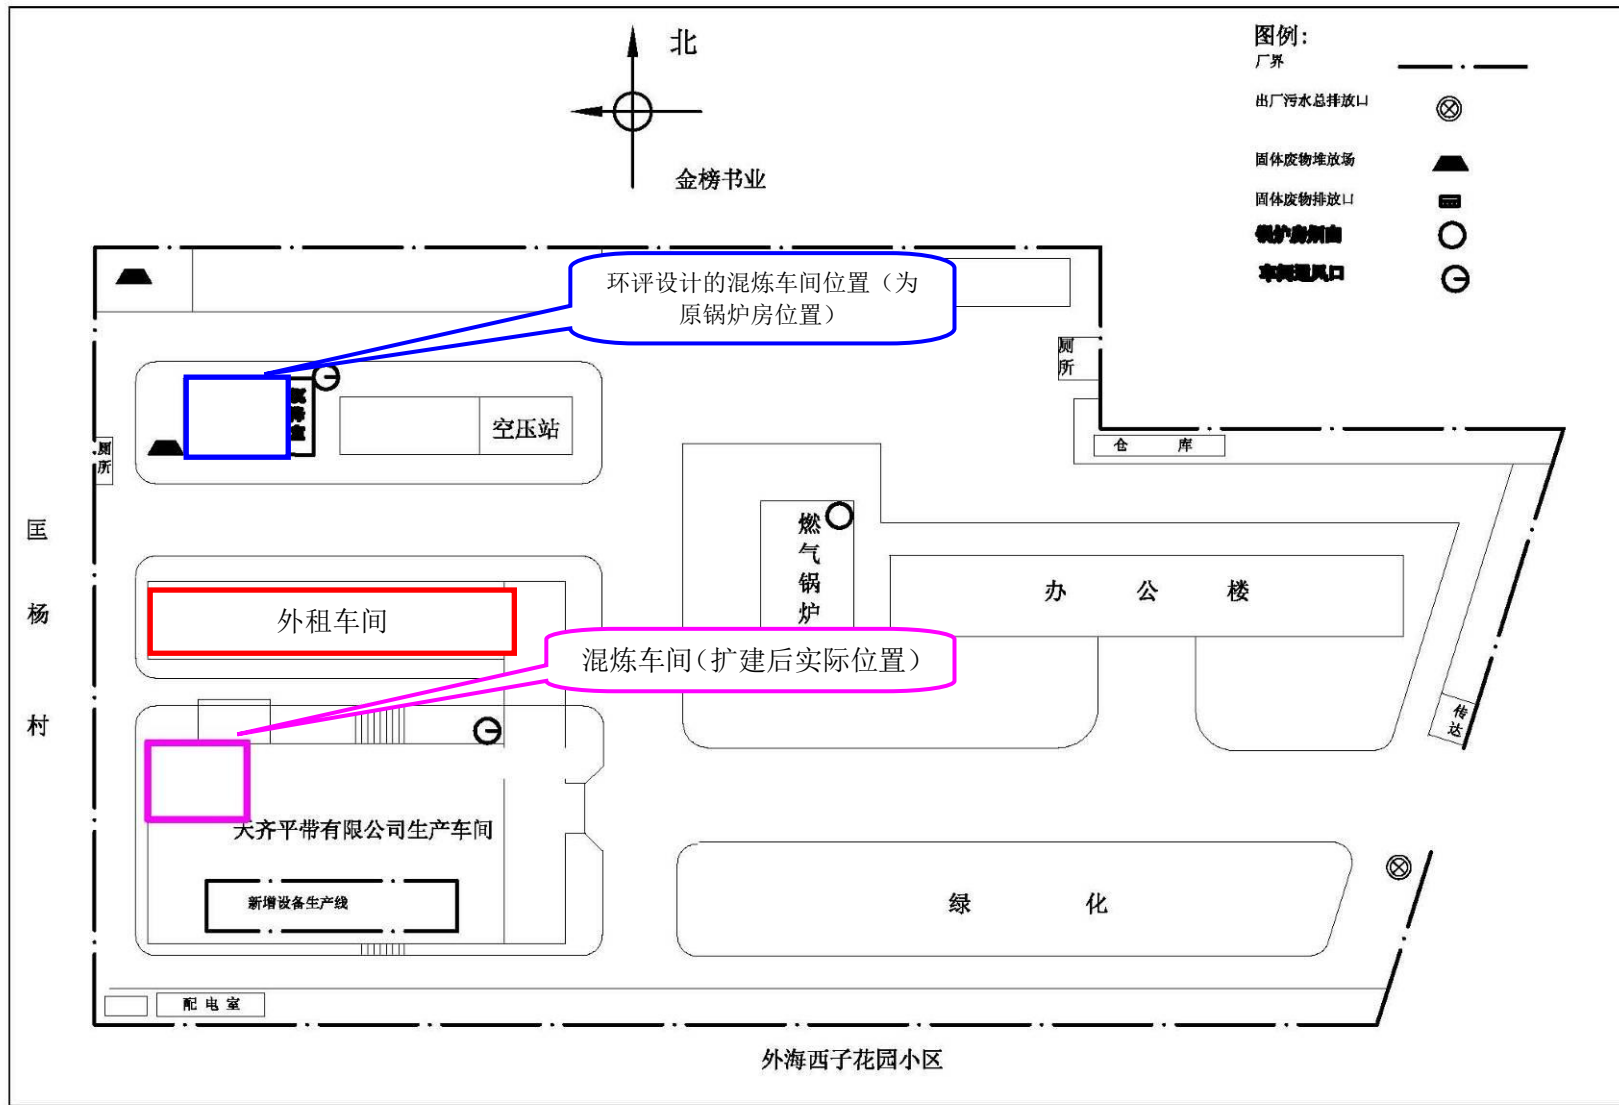 北
金榜书业
图例：
厂界
出厂污水总排放口
固体废物堆放场
固体废物排放口
锅炉房烟囱
车间通风口
环评设计的混炼车间位置（为
原锅炉房位置）
厕所
空压站
仓 库
厕所
燃气锅炉
办 公 楼
外租车间
混炼车间（扩建后实际位置）
匡杨村
传达
天齐平带有限公司生产车间
新增设备生产线
绿 化
配 电 室
外海西子花园小区